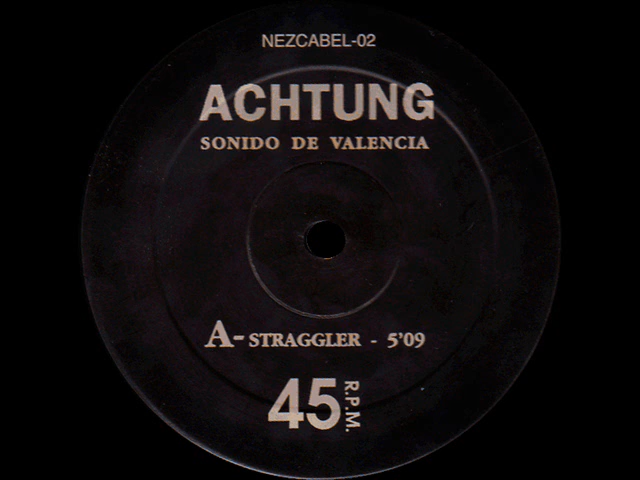 NEZCABEL-02
ACHTUNG
SONIDO DE VALENCIA
A- STRAGGLER - 5'09
45 R.P.M.